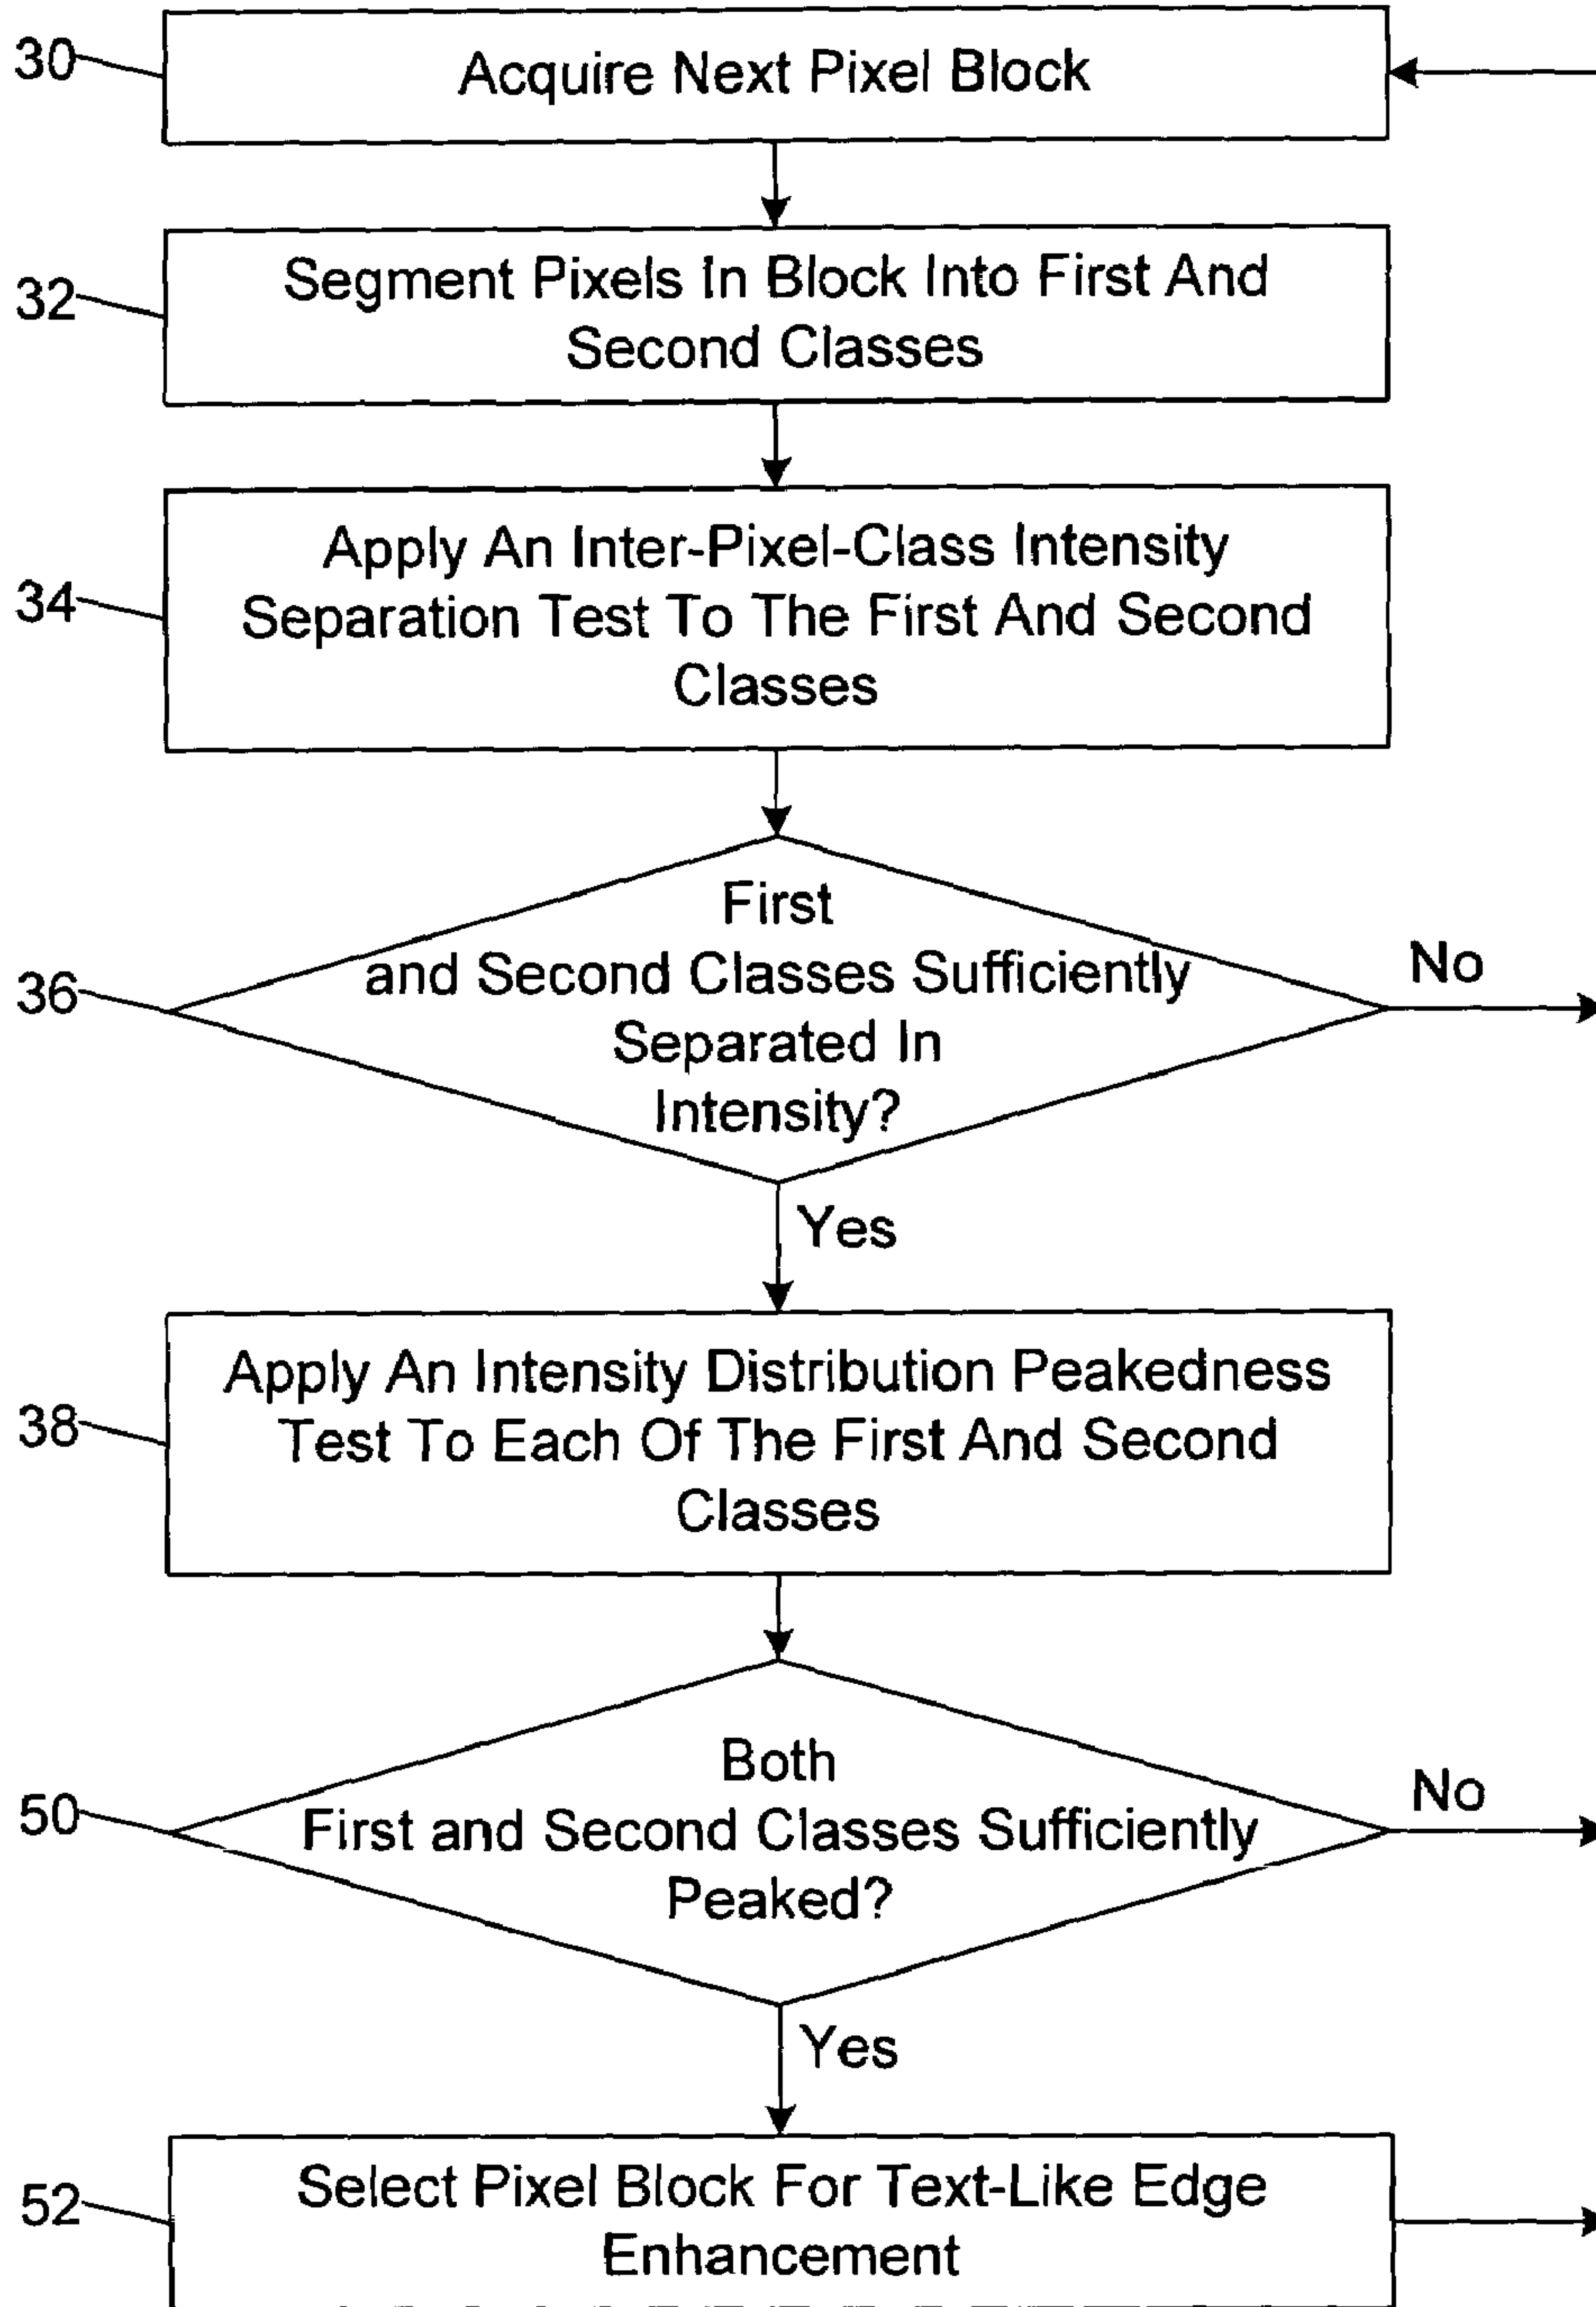 30
Acquire Next Pixel Block
32
Segment Pixels In Block Into First And
Second Classes
34
Apply An Inter-Pixel-Class Intensity
Separation Test To The First And Second
Classes
36
First
and Second Classes Sufficiently
Separated In
Intensity?
No
Yes
38
Apply An Intensity Distribution Peakedness
Test To Each Of The First And Second
Classes
50
Both
First and Second Classes Sufficiently
Peaked?
No
Yes
52
Select Pixel Block For Text-Like Edge
Enhancement